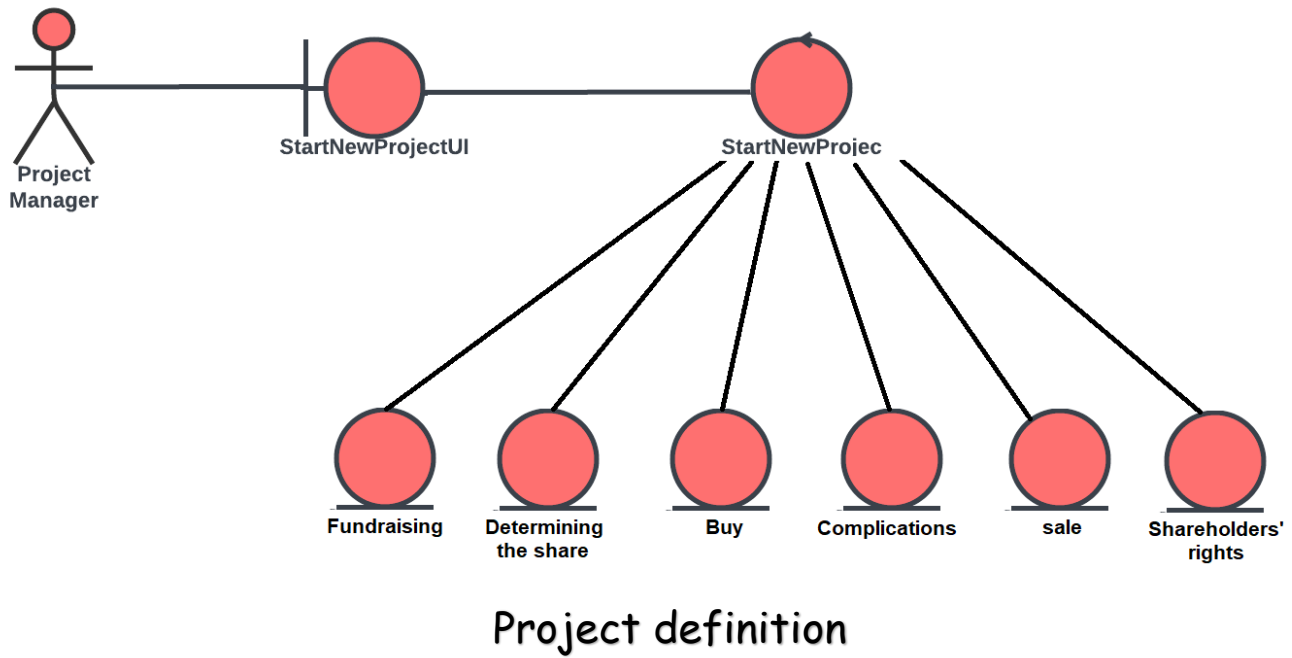 StartNewProjectUI
StartNewProjec
Project
Manager
Fundraising
Determining
the share
Buy
Complications
sale
Shareholders'
rights
Project definition